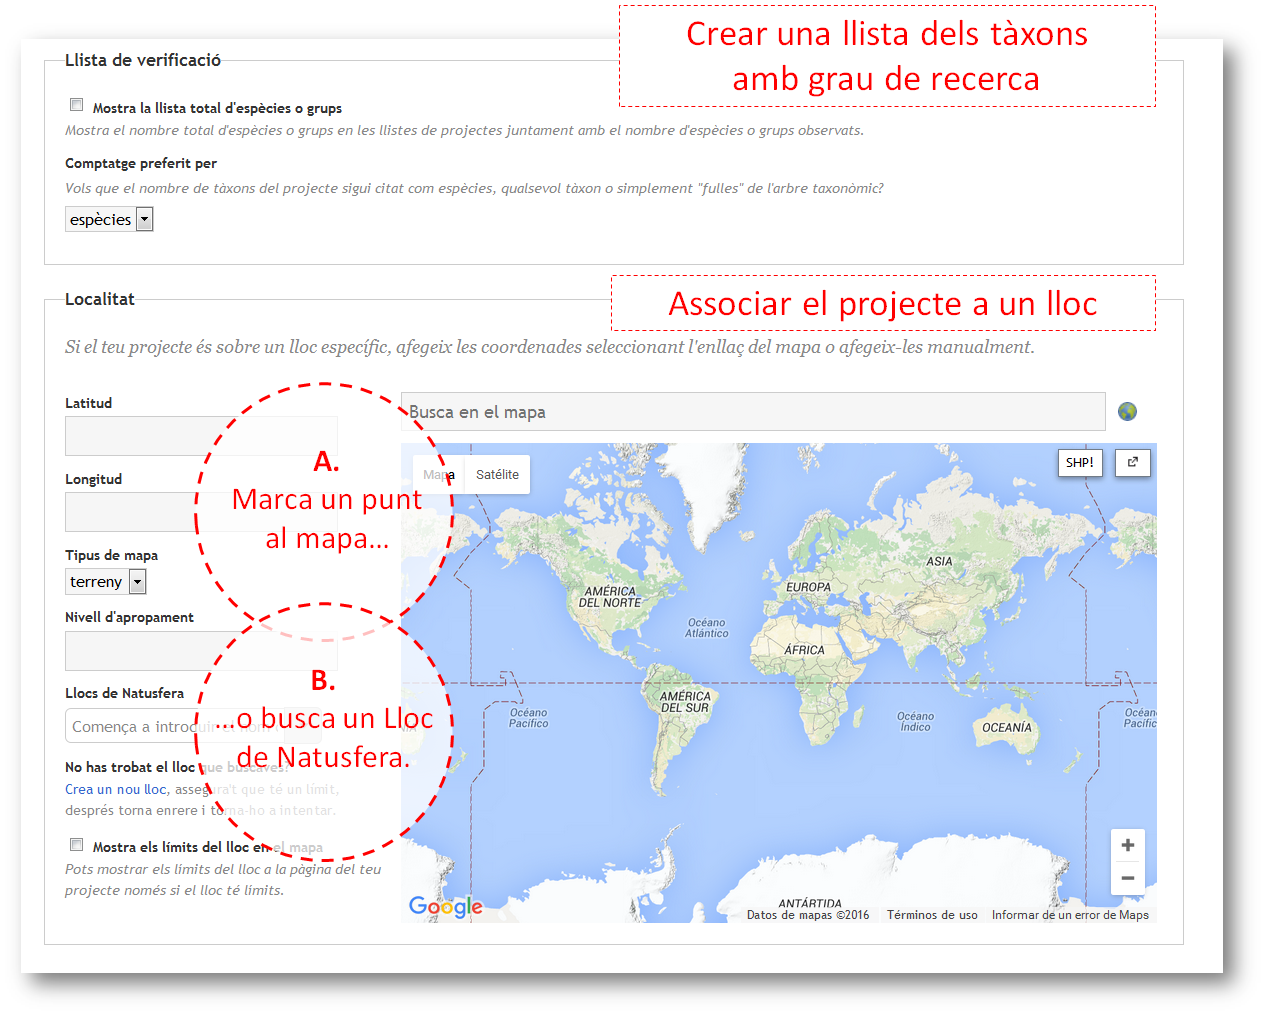 Crear una llista dels tàxons
amb grau de recerca
Llista de verificació
Mostra la llista total d'espècies o grups
Mostra el nombre total d'espècies o grups en les llistes de projectes juntament amb el nombre d'espècies o grups observats.
Comptatge preferit per
Vols que el nombre de tàxons del projecte sigui citat com espècies, qualsevol tàxon o simplement "fulles" de l'arbre taxonòmic?
espècies
Associar el projecte a un lloc
Localitat
Si el teu projecte és sobre un lloc específic, afegeix les coordenades seleccionant l'enllaç del mapa o afegeix-les manualment.
Latitud
Longitud
Tipus de mapa
terreny
Nivell d'apropament
Llocs de Natusfera
Comença a introduir el nom
No has trobat el lloc que buscaves?
Crea un nou lloc, assegura't que té un límit,
després torna enrere i torna-ho a intentar.
Mostra els límits del lloc en el mapa
Pots mostrar els límits del lloc a la pàgina del teu
projecte només si el lloc té límits.
A.
Marca un punt
al mapa...
B.
...o busca un Lloc
de Natusfera.
Busca en el mapa
Mapa
Satélite
SHP!
ASIA
EUROPA
AMÉRICA
DEL NORTE
Océano
Atlántico
ÁFRICA
AMÉRICA
DEL SUR
Océano
Pacífico
Océano
Índico
OCEANÍA
Océano
Pacífic
ANTÁRTIDA
+
−
Google
Datos de mapas ©2016
Términos de uso
Informar de un error de Maps